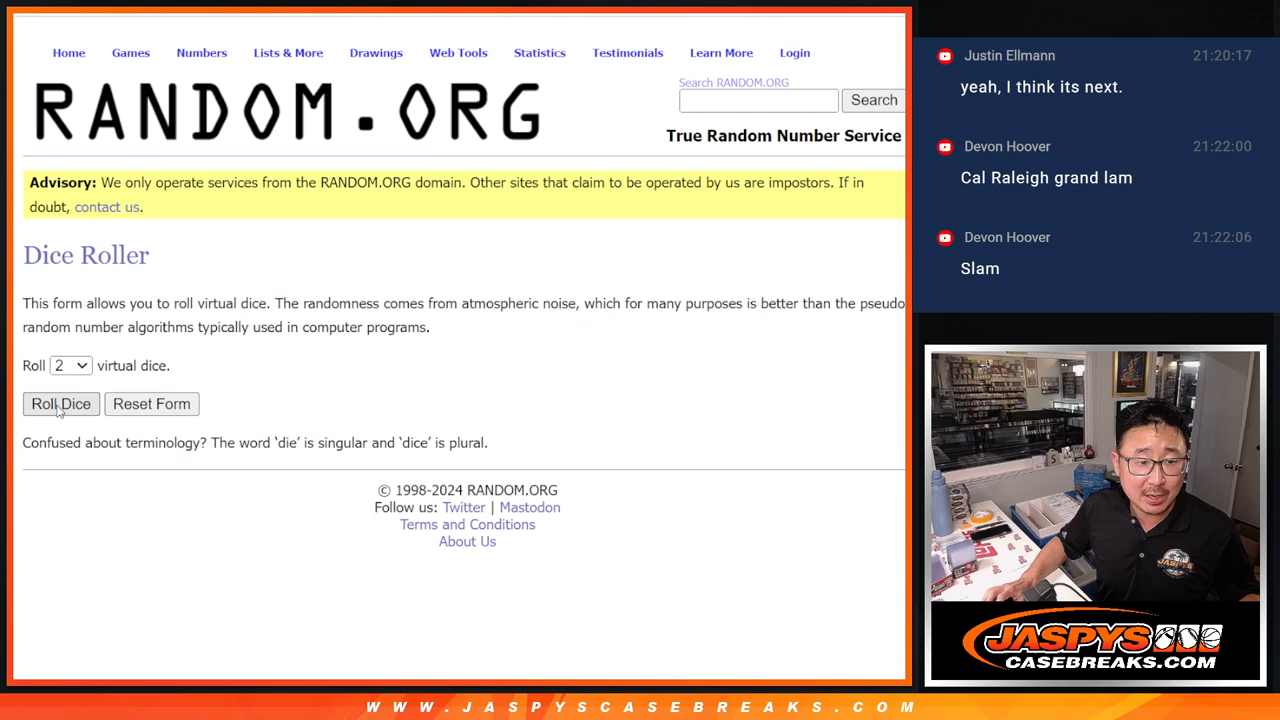 Home Games Numbers Lists & More Drawings Web Tools Statistics Testimonials Learn More Login
RANDOM.ORG
Search RANDOM.ORG
Search
True Random Number Service
Advisory: We only operate services from the RANDOM.ORG domain. Other sites that claim to be operated by us are impostors. If in
doubt, contact us.
Dice Roller
This form allows you to roll virtual dice. The randomness comes from atmospheric noise, which for many purposes is better than the pseudo
random number algorithms typically used in computer programs.
Roll 2 virtual dice.
Roll Dice Reset Form
Confused about terminology? The word ‘die’ is singular and ‘dice’ is plural.
© 1998-2024 RANDOM.ORG
Follow us: Twitter | Mastodon
Terms and Conditions
About Us
Justin Ellmann 21:20:17
yeah, I think its next.
Devon Hoover 21:22:00
Cal Raleigh grand lam
Devon Hoover 21:22:06
Slam
JASPYS
JASPYS
CASEBREAKS.COM
WWW.JASPYSCASEBREAKS.COM